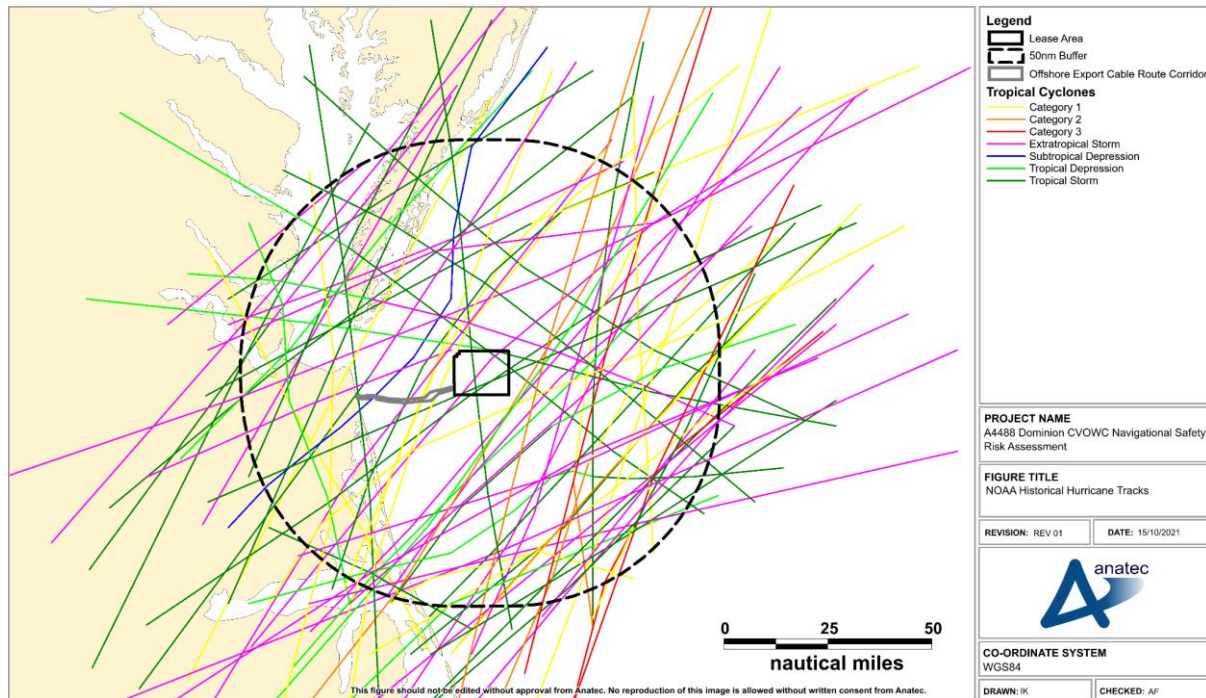 Legend
Lease Area
50nm Buffer
Offshore Export Cable Route Corridor
Tropical Cyclones
Category 1
Category 2
Category 3
Extratropical Storm
Subtropical Depression
Tropical Depression
Tropical Storm
PROJECT NAME
A4488 Dominion CVOWC Navigational Safety
Risk Assessment
FIGURE TITLE
NOAA Historical Hurricane Tracks
REVISION: REV 01
DATE: 15/10/2021
anatec
CO-ORDINATE SYSTEM
WGS84
DRAWN: IK
CHECKED: AF
0 25 50
nautical miles
This figure should not be edited without approval from Anatec. No reproduction of this image is allowed without written consent from Anatec.